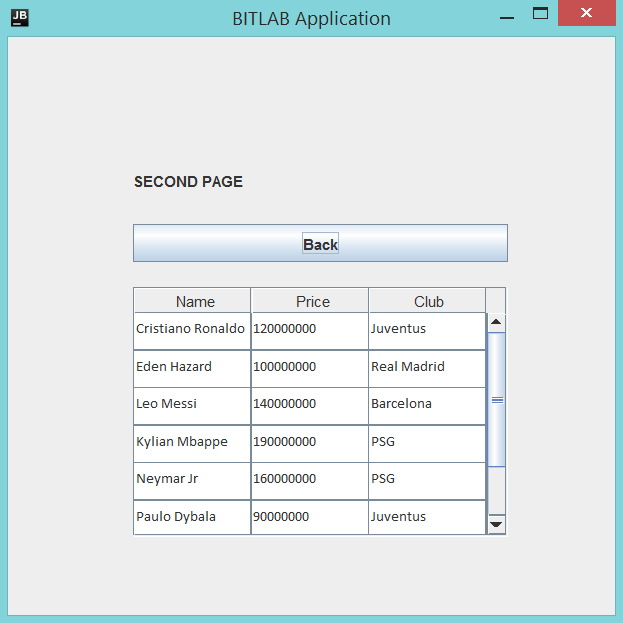 JB
BITLAB Application
SECOND PAGE
Back
Name Price Club
Cristiano Ronaldo 120000000 Juventus
Eden Hazard 100000000 Real Madrid
Leo Messi 140000000 Barcelona
Kylian Mbappe 190000000 PSG
Neymar Jr 160000000 PSG
Paulo Dybala 90000000 Juventus